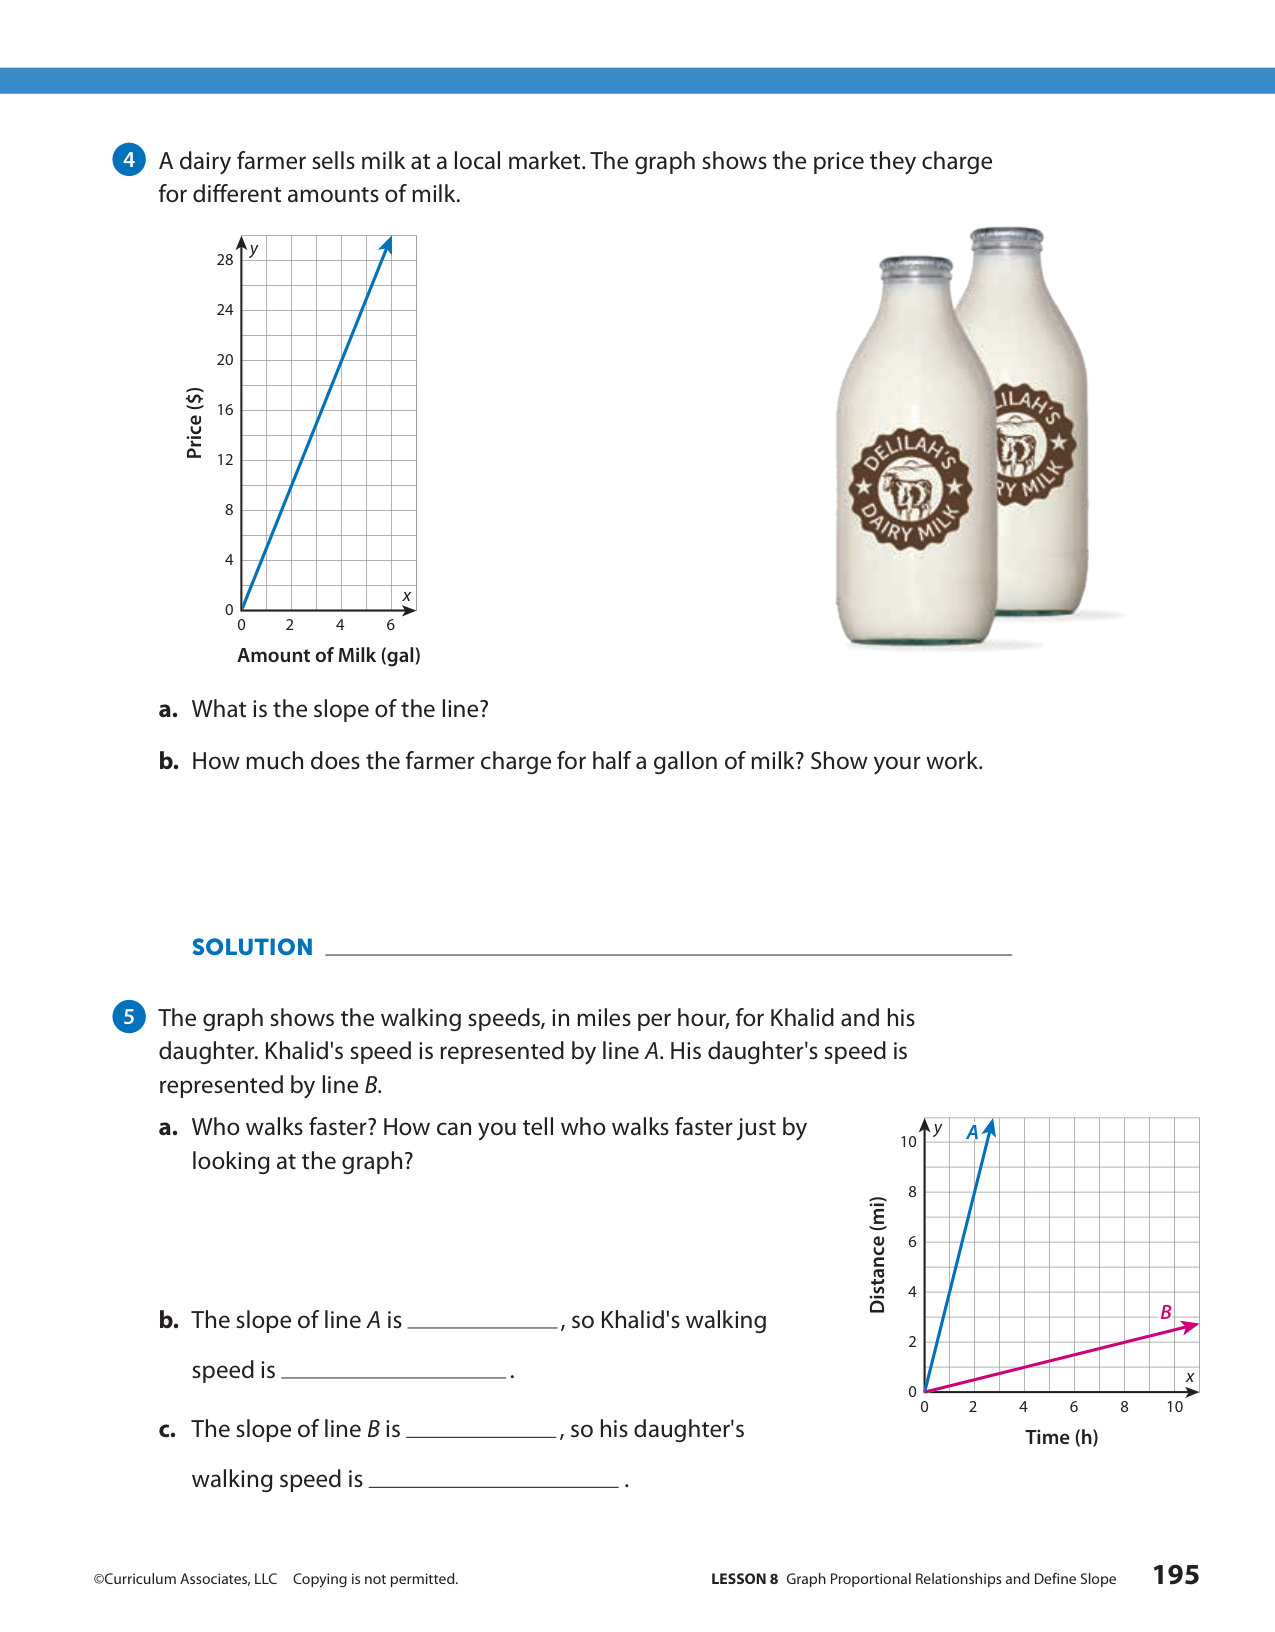 4 A dairy farmer sells milk at a local market. The graph shows the price they charge
for different amounts of milk.
y
28
24
20
16
12
8
4
0
Price ($)
x
0 2 4 6
Amount of Milk (gal)
DELILAH'S
DAIRY MILK
LILAH'S
RY MILK
a. What is the slope of the line?
b. How much does the farmer charge for half a gallon of milk? Show your work.
SOLUTION
5 The graph shows the walking speeds, in miles per hour, for Khalid and his
daughter. Khalid's speed is represented by line A. His daughter's speed is
represented by line B.
a. Who walks faster? How can you tell who walks faster just by
looking at the graph?
b. The slope of line A is , so Khalid's walking
speed is .
c. The slope of line B is , so his daughter's
walking speed is .
y A
10
8
6
4
2
0
Distance (mi)
B
x
0 2 4 6 8 10
Time (h)
©Curriculum Associates, LLC Copying is not permitted.
LESSON 8 Graph Proportional Relationships and Define Slope 195